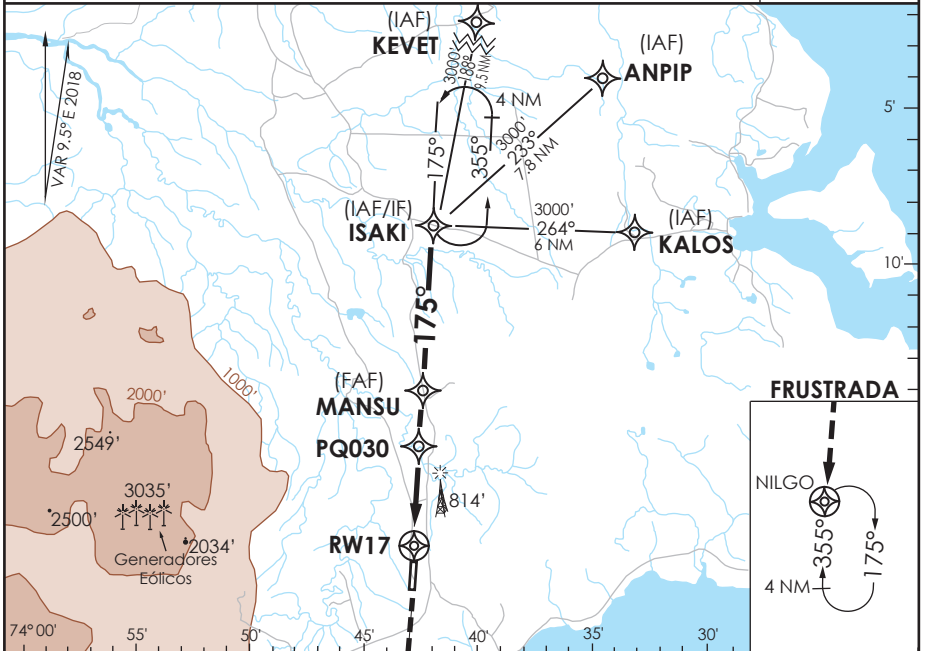 (IAF)
KEVET
3000'
188°
9.5 NM
(IAF)
ANPIP
4 NM
3000'
233°
7.8 NM
5'
VAR 9.5° E 2018
175°
355°
(IAF/IF)
ISAKI
3000'
264°
6 NM
(IAF)
KALOS
10'
175°
1000'
(FAF)
MANSU
2000'
FRUSTRADA
2549'
PQ030
3035'
814'
NILGO
2500'
2034'
Generadores
Eólicos
RW17
355°
175°
4 NM
74° 00'
55'
50'
45'
40'
35'
30'